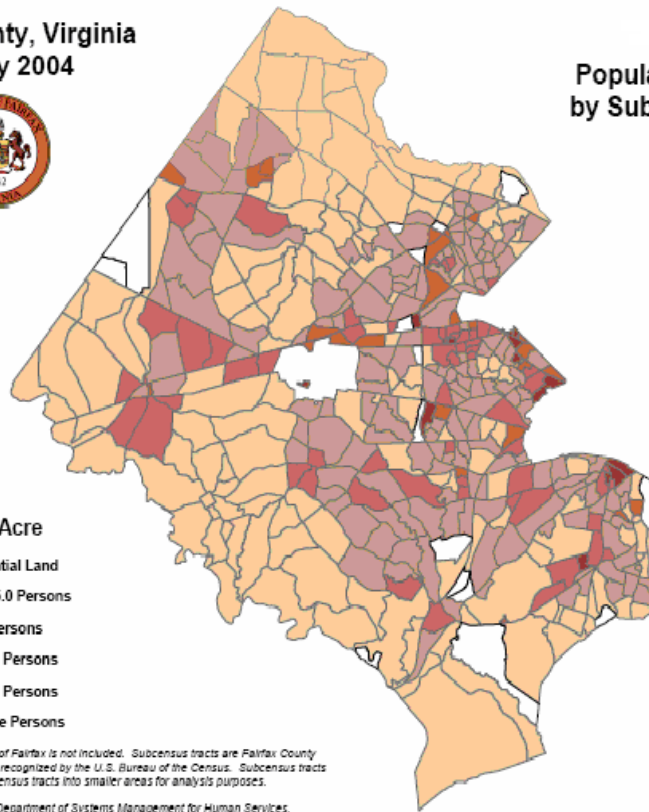 nty, Virginia
y 2004
Popula
by Sub
FAIRFAX
Acre
tial Land
5.0 Persons
ersons
Persons
Persons
e Persons
of Fairfax is not included. Subcensus tracts are Fairfax County
recognized by the U.S. Bureau of the Census. Subcensus tracts
ensus tracts into smaller areas for analysis purposes.
Department of Systems Management for Human Services.